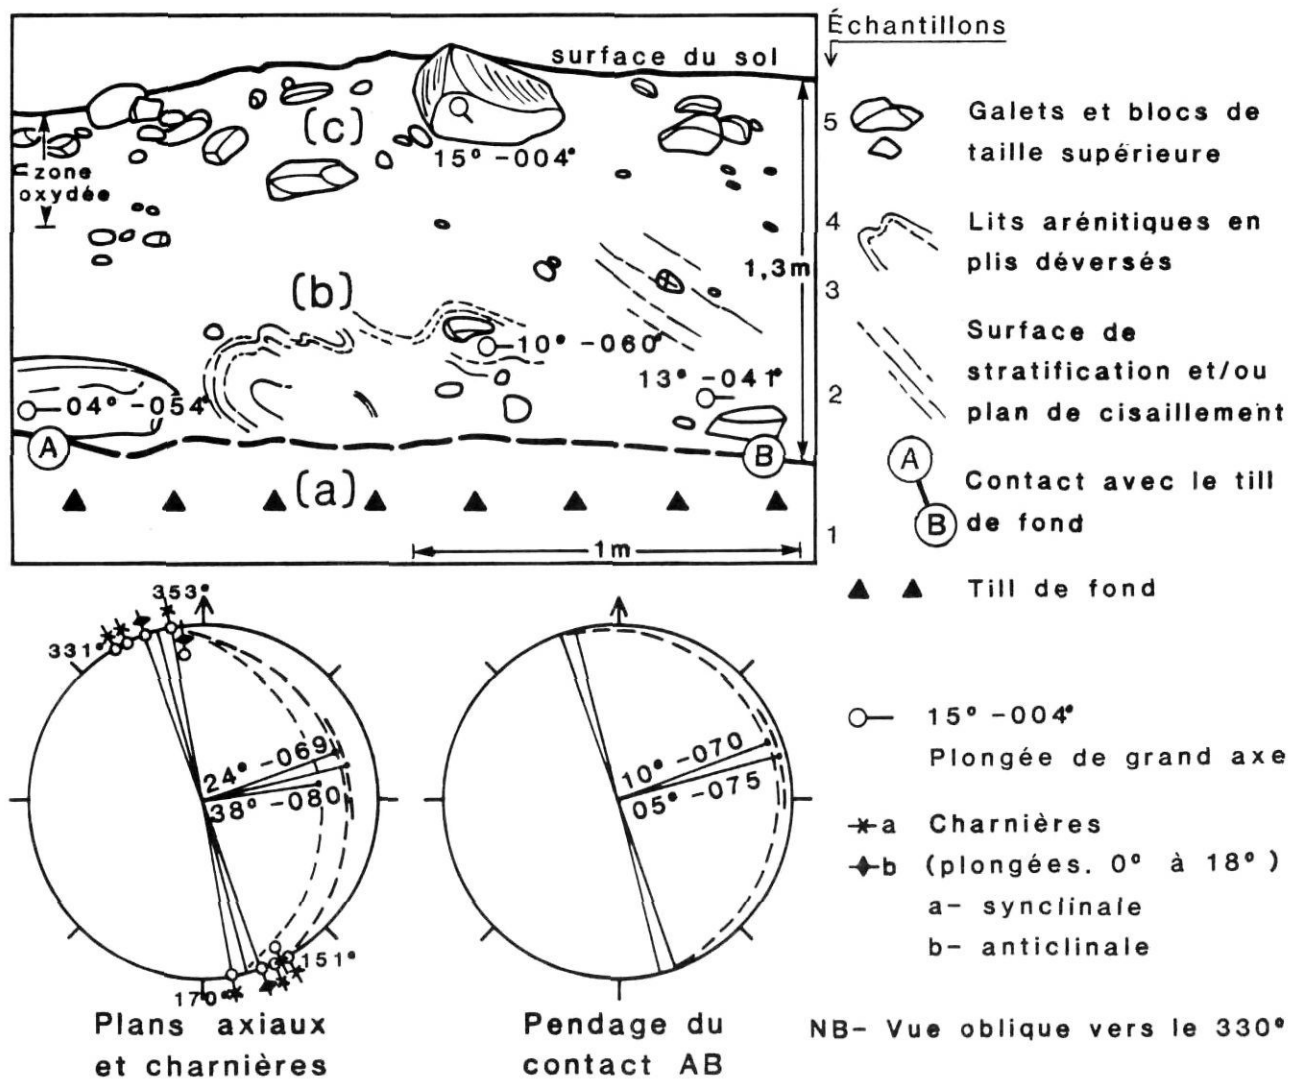 Échantillons
surface du sol
(c)
15° -004°
zone
oxydée
(b)
1,3m
10° -060°
13° -041°
04° -054°
A
B
(a)
1m
5
4
3
2
1
Galets et blocs de
taille supérieure
Lits arénitiques en
plis déversés
Surface de
stratification et/ou
plan de cisaillement
A
B
Contact avec le till
de fond
Till de fond
15° -004°
Plongée de grand axe
a Charnières
b (plongées. 0° à 18°)
a- synclinale
b- anticlinale
353°
331°
24° -069
38° -080
151°
170°
Plans axiaux
et charnières
10° -070
05° -075
Pendage du
contact AB
NB- Vue oblique vers le 330°